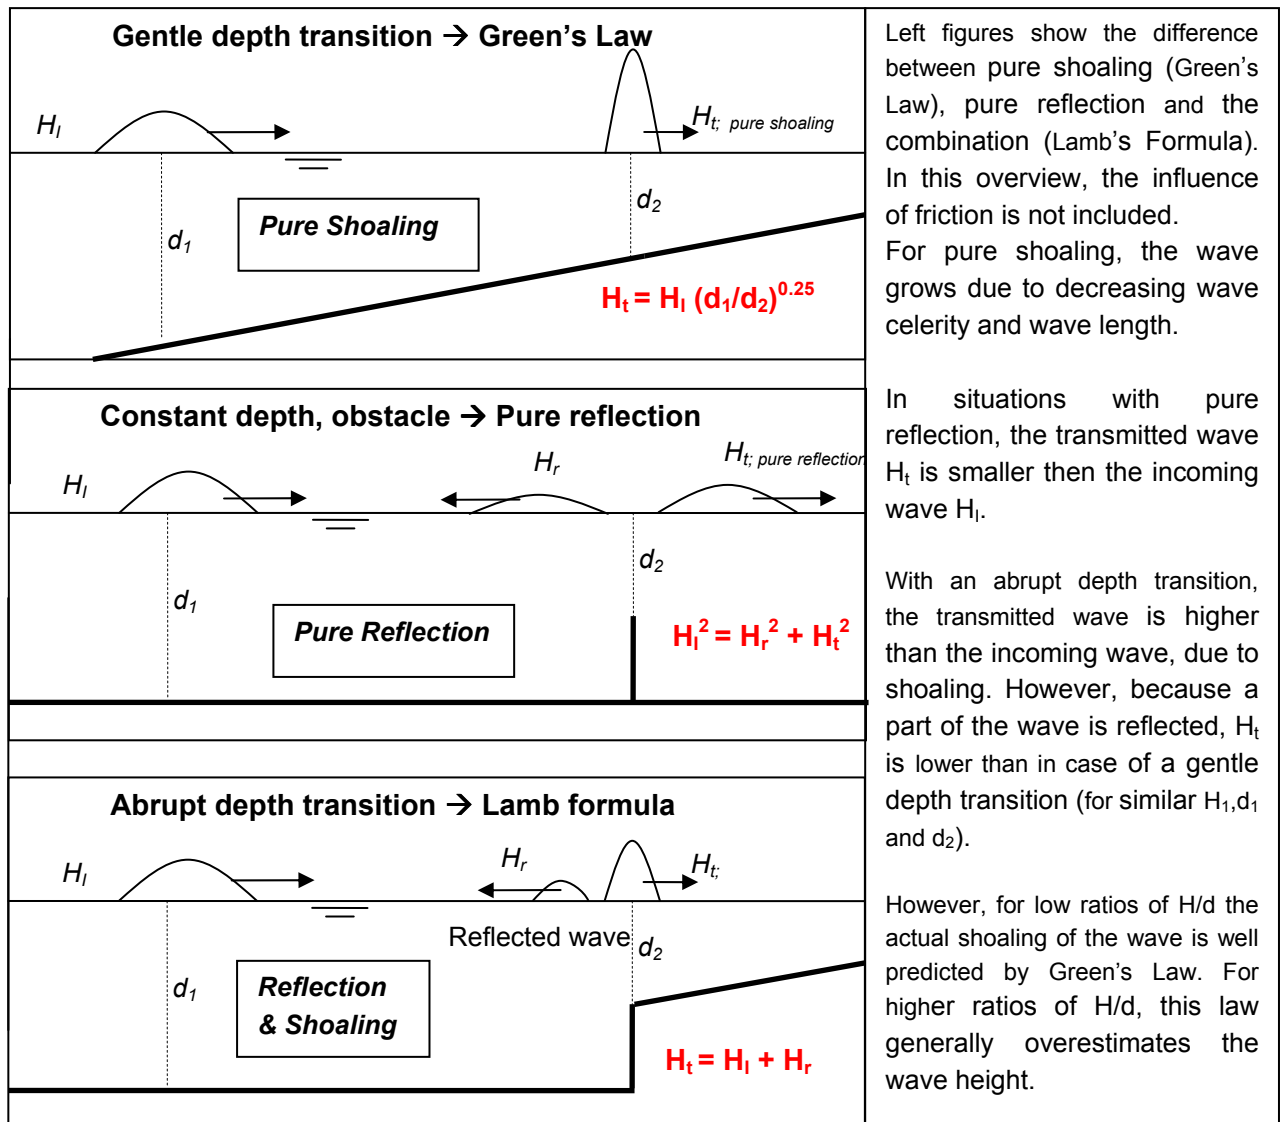 Gentle depth transition → Green's Law
H_I
H_t; pure shoaling
d_1
Pure Shoaling
d_2
H_t = H_I (d_1/d_2)^0.25
Constant depth, obstacle → Pure reflection
H_I
H_r
H_t; pure reflection
d_1
d_2
Pure Reflection
H_I^2 = H_r^2 + H_t^2
Abrupt depth transition → Lamb formula
H_I
H_r
H_t;
Reflected wave
d_2
d_1
Reflection
& Shoaling
H_t = H_I + H_r
Left figures show the difference
between pure shoaling (Green's
Law), pure reflection and the
combination (Lamb's Formula).
In this overview, the influence
of friction is not included.
For pure shoaling, the wave
grows due to decreasing wave
celerity and wave length.
In situations with pure
reflection, the transmitted wave
H_t is smaller then the incoming
wave H_I.
With an abrupt depth transition,
the transmitted wave is higher
than the incoming wave, due to
shoaling. However, because a
part of the wave is reflected, H_t
is lower than in case of a gentle
depth transition (for similar H_1,d_1
and d_2).
However, for low ratios of H/d the
actual shoaling of the wave is well
predicted by Green's Law. For
higher ratios of H/d, this law
generally overestimates the
wave height.